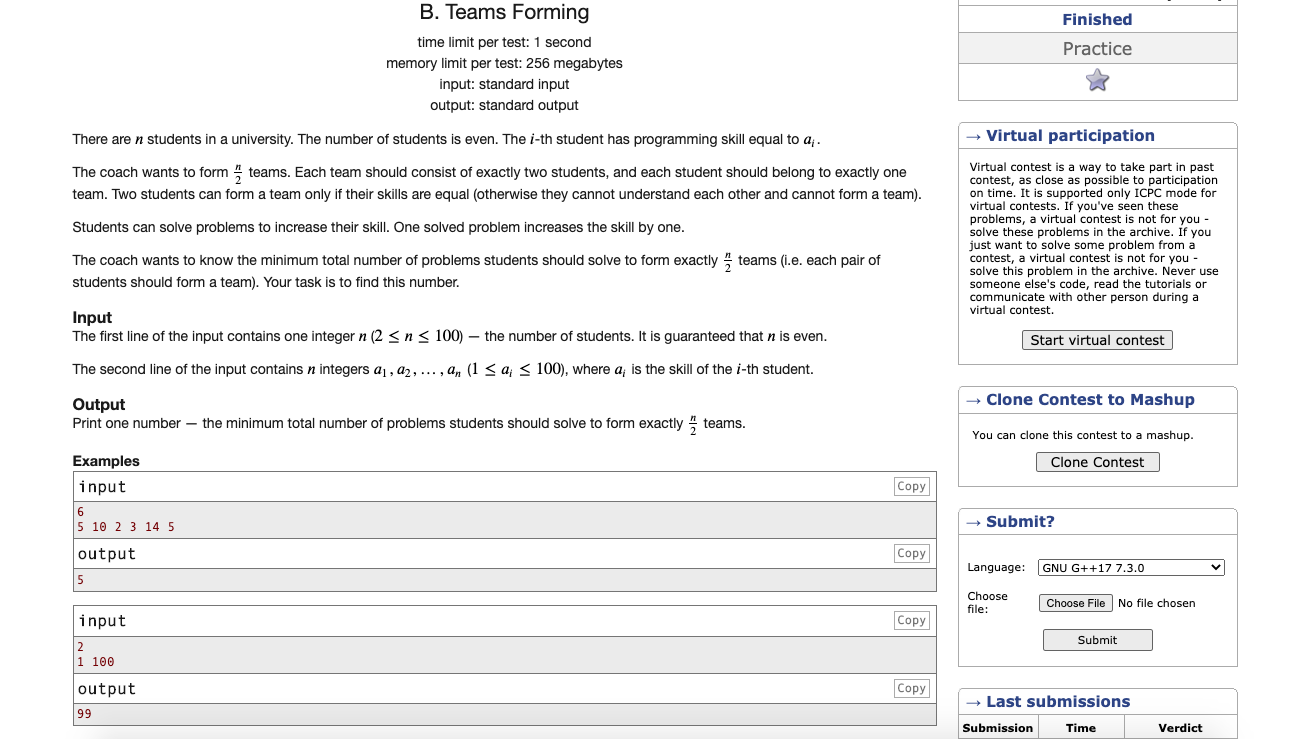 B. Teams Forming
time limit per test: 1 second
memory limit per test: 256 megabytes
input: standard input
output: standard output
There are n students in a university. The number of students is even. The i-th student has programming skill equal to a_i.
The coach wants to form n/2 teams. Each team should consist of exactly two students, and each student should belong to exactly one
team. Two students can form a team only if their skills are equal (otherwise they cannot understand each other and cannot form a team).
Students can solve problems to increase their skill. One solved problem increases the skill by one.
The coach wants to know the minimum total number of problems students should solve to form exactly n/2 teams (i.e. each pair of
students should form a team). Your task is to find this number.
Input
The first line of the input contains one integer n (2 ≤ n ≤ 100) — the number of students. It is guaranteed that n is even.
The second line of the input contains n integers a_1, a_2, …, a_n (1 ≤ a_i ≤ 100), where a_i is the skill of the i-th student.
Output
Print one number — the minimum total number of problems students should solve to form exactly n/2 teams.
Examples
input
Copy
6
5 10 2 3 14 5
output
Copy
5
input
Copy
2
1 100
output
Copy
99
Finished
Practice
→ Virtual participation
Virtual contest is a way to take part in past
contest, as close as possible to participation
on time. It is supported only ICPC mode for
virtual contests. If you've seen these
problems, a virtual contest is not for you -
solve these problems in the archive. If you
just want to solve some problem from a
contest, a virtual contest is not for you -
solve this problem in the archive. Never use
someone else's code, read the tutorials or
communicate with other person during a
virtual contest.
Start virtual contest
→ Clone Contest to Mashup
You can clone this contest to a mashup.
Clone Contest
→ Submit?
Language: GNU G++17 7.3.0
Choose
file:
Choose File No file chosen
Submit
→ Last submissions
Submission Time Verdict